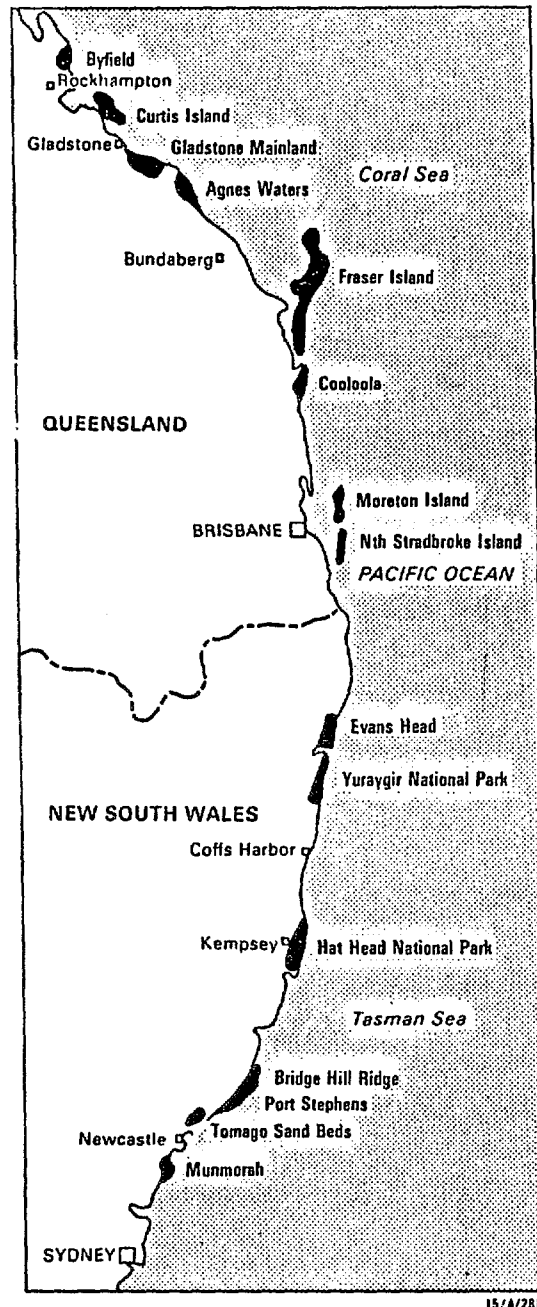 Byfield
Rockhampton
Curtis Island
Gladstone
Gladstone Mainland
Coral Sea
Agnes Waters
Bundaberg
Fraser Island
Cooloola
QUEENSLAND
Moreton Island
BRISBANE
Nth Stradbroke Island
PACIFIC OCEAN
Evans Head
Yuraygir National Park
NEW SOUTH WALES
Coffs Harbor
Kempsey
Hat Head National Park
Tasman Sea
Bridge Hill Ridge
Port Stephens
Tomago Sand Beds
Newcastle
Munmorah
SYDNEY
15/A/28